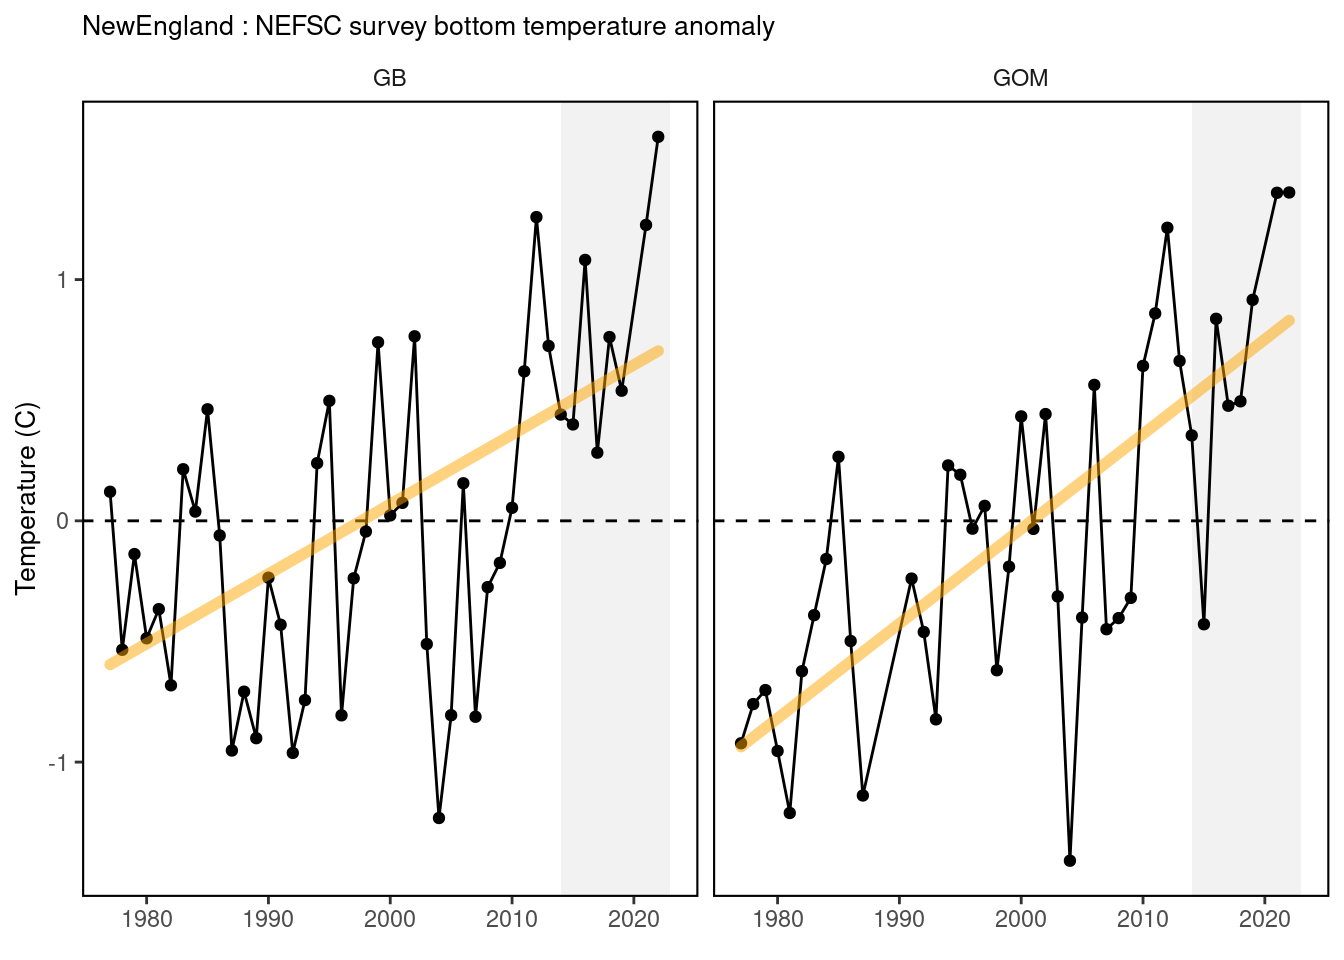 NewEngland : NEFSC survey bottom temperature anomaly
GB
GOM
Temperature (C)
1
0
-1
1980 1990 2000 2010 2020
1980 1990 2000 2010 2020